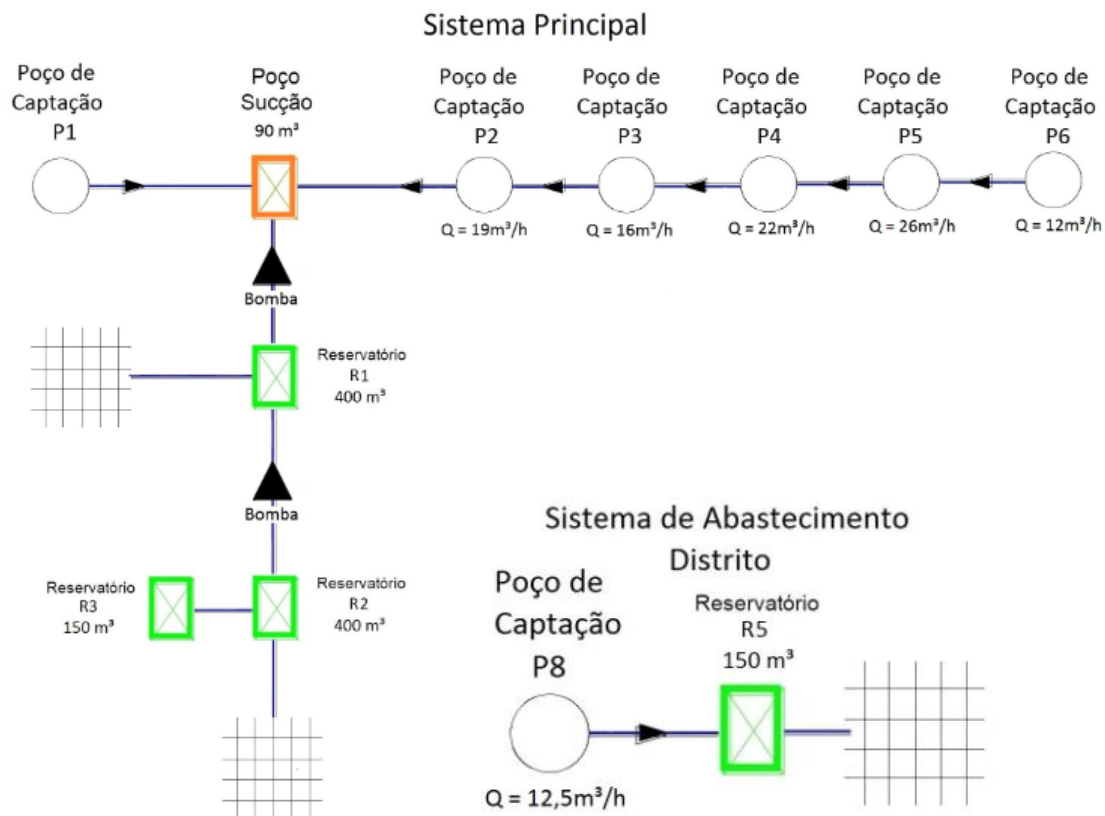 Sistema Principal
Poço de
Captação
P1
Poço
Sucção
90 m³
Poço de
Captação
P2
Q = 19m³/h
Poço de
Captação
P3
Q = 16m³/h
Poço de
Captação
P4
Q = 22m³/h
Poço de
Captação
P5
Q = 26m³/h
Poço de
Captação
P6
Q = 12m³/h
Bomba
Reservatório
R1
400 m³
Bomba
Reservatório
R3
150 m³
Reservatório
R2
400 m³
Sistema de Abastecimento
Distrito
Poço de
Captação
P8
Q = 12,5m³/h
Reservatório
R5
150 m³